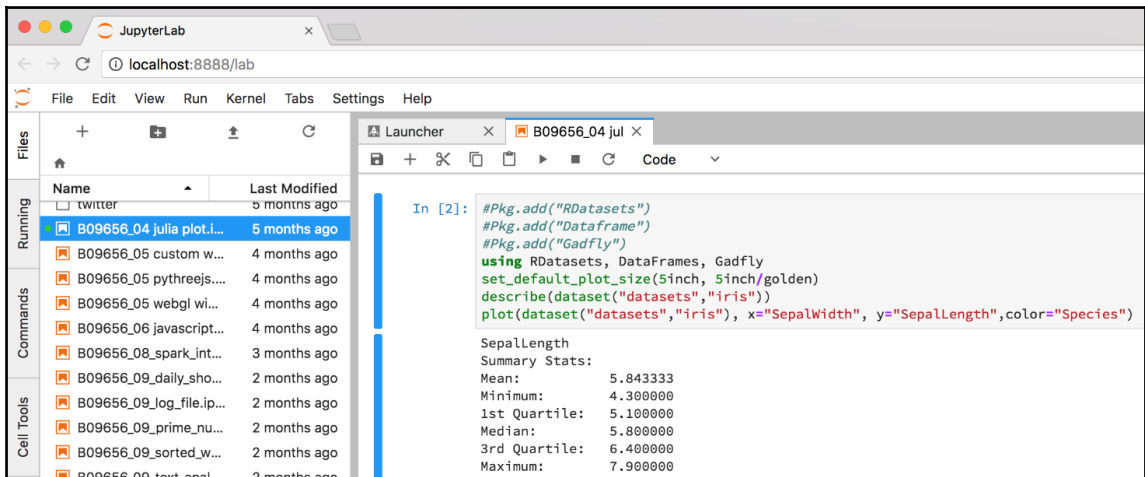 JupyterLab
localhost:8888/lab
File Edit View Run Kernel Tabs Settings Help
Files
Running
Commands
Cell Tools
Name Last Modified
twitter 5 months ago
B09656_04 julia plot.i... 5 months ago
B09656_05 custom w... 4 months ago
B09656_05 pythreejs.... 4 months ago
B09656_05 webgl wi... 4 months ago
B09656_06 javascript... 4 months ago
B09656_08_spark_int... 3 months ago
B09656_09_daily_sho... 2 months ago
B09656_09_log_file.ip... 2 months ago
B09656_09_prime_nu... 2 months ago
B09656_09_sorted_w... 2 months ago
B09656_09_text_anal 2 months ago
Launcher B09656_04 jul
Code
In [2]: #Pkg.add("RDatasets")
#Pkg.add("Dataframe")
#Pkg.add("Gadfly")
using RDatasets, DataFrames, Gadfly
set_default_plot_size(5inch, 5inch/golden)
describe(dataset("datasets","iris"))
plot(dataset("datasets","iris"), x="SepalWidth", y="SepalLength",color="Species")
SepalLength
Summary Stats:
Mean: 5.843333
Minimum: 4.300000
1st Quartile: 5.100000
Median: 5.800000
3rd Quartile: 6.400000
Maximum: 7.900000